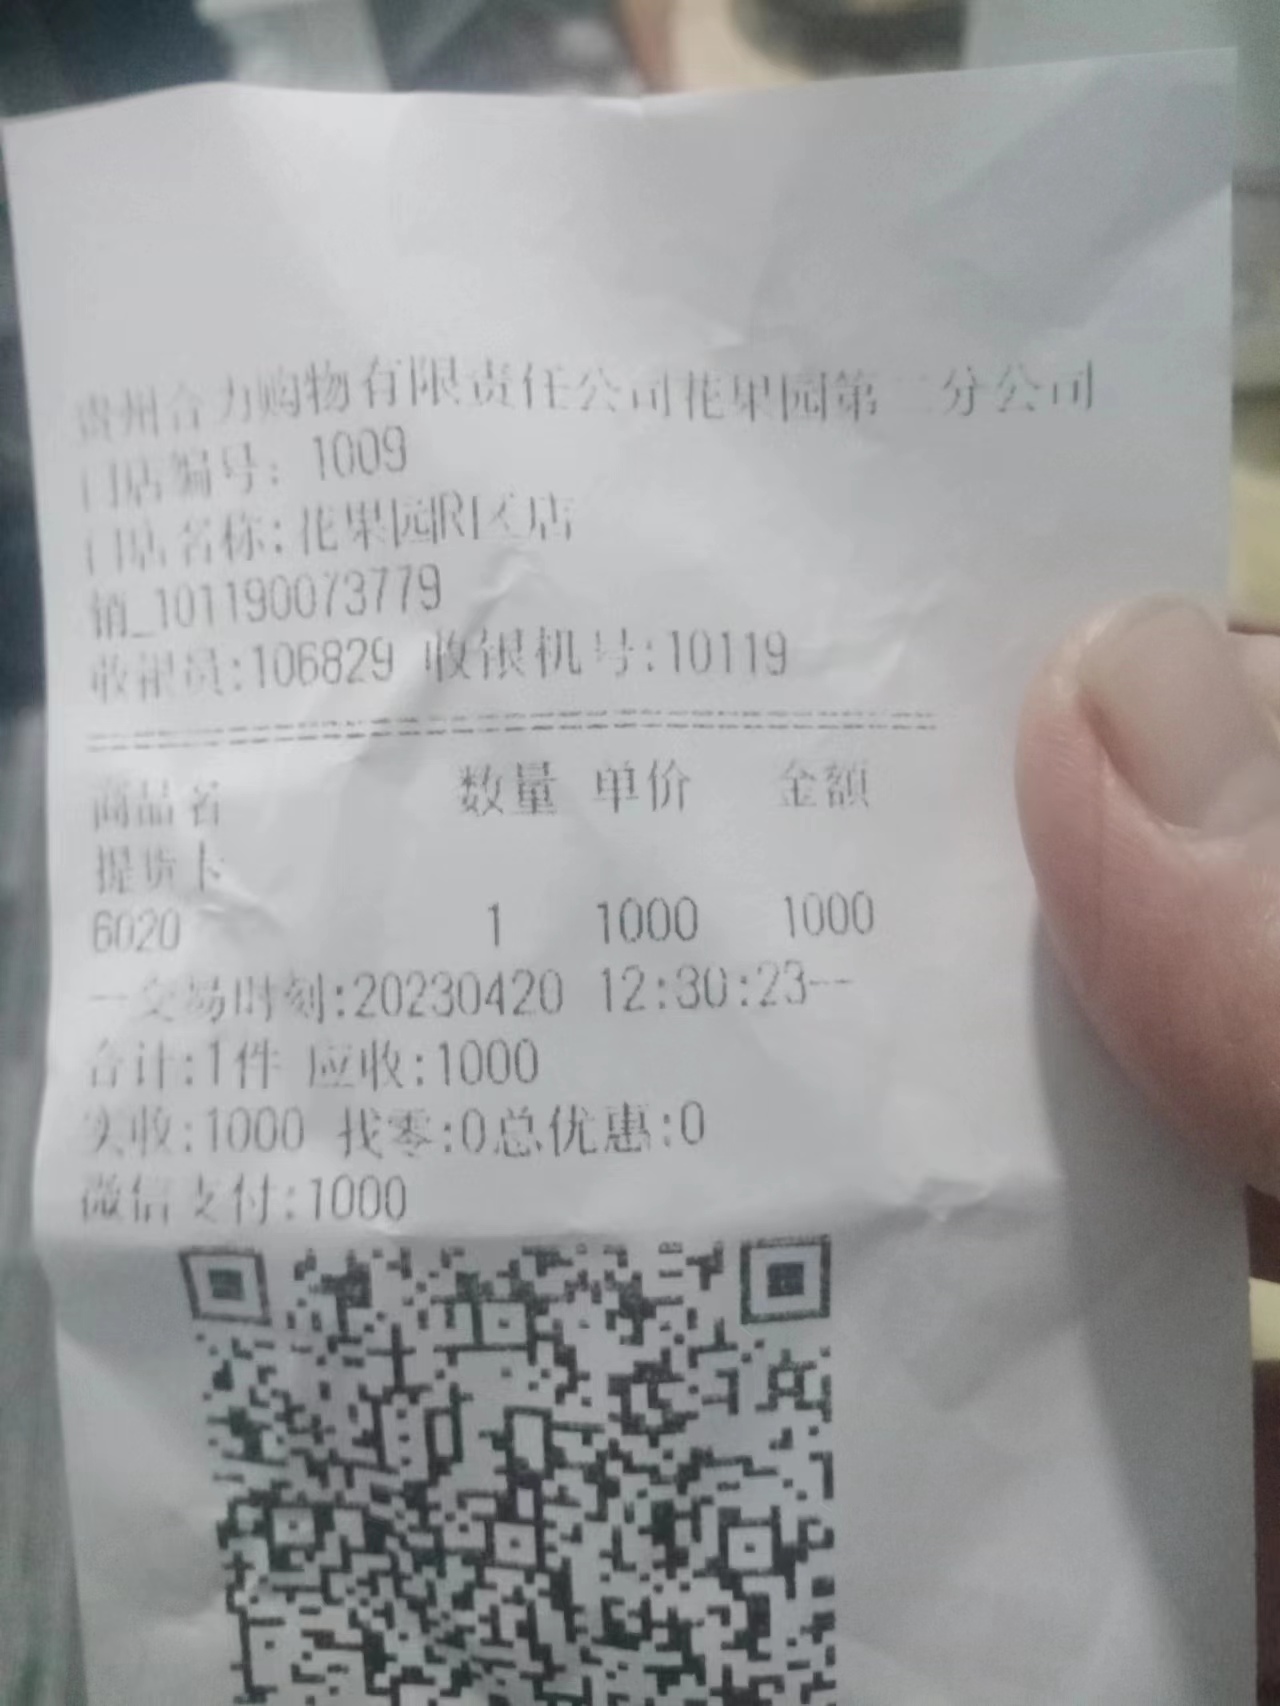 贵州合力购物有限责任公司花果园第二分公司
门店编号: 1009
门店名称:花果园R区店
销_101190073779
收银员:106829 收银机号:10119
商品名 数量 单价 金额
提货卡
6020 1 1000 1000
—交易时刻:20230420 12:30:23--
合计:1件 应收:1000
实收:1000 找零:0总优惠:0
微信支付:1000